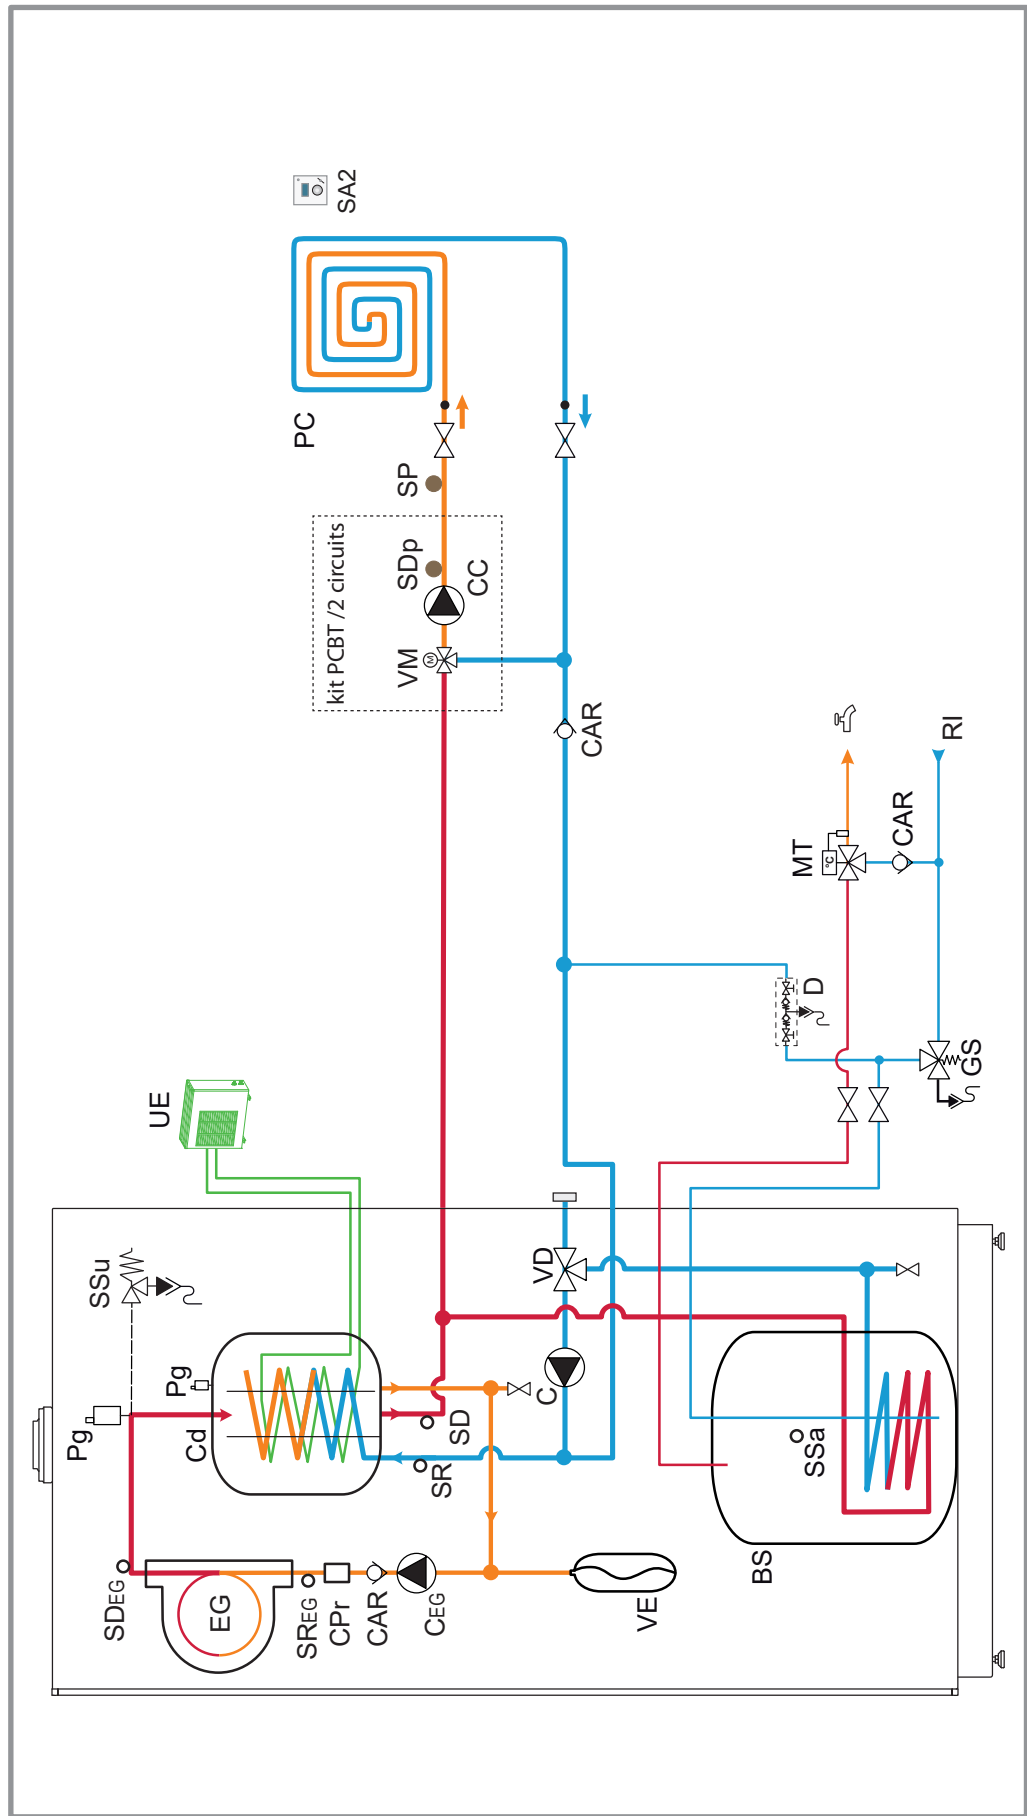 SA2
PC
SP
kit PCBT /2 circuits
SDp
CC
VM
M
CAR
RI
CAR
MT
°C
D
GS
UE
SSu
VD
Pg
Pg
Cd
C
SD
SR
SSa
BS
SDEG
EG
SREG
CPr
CAR
CEG
VE